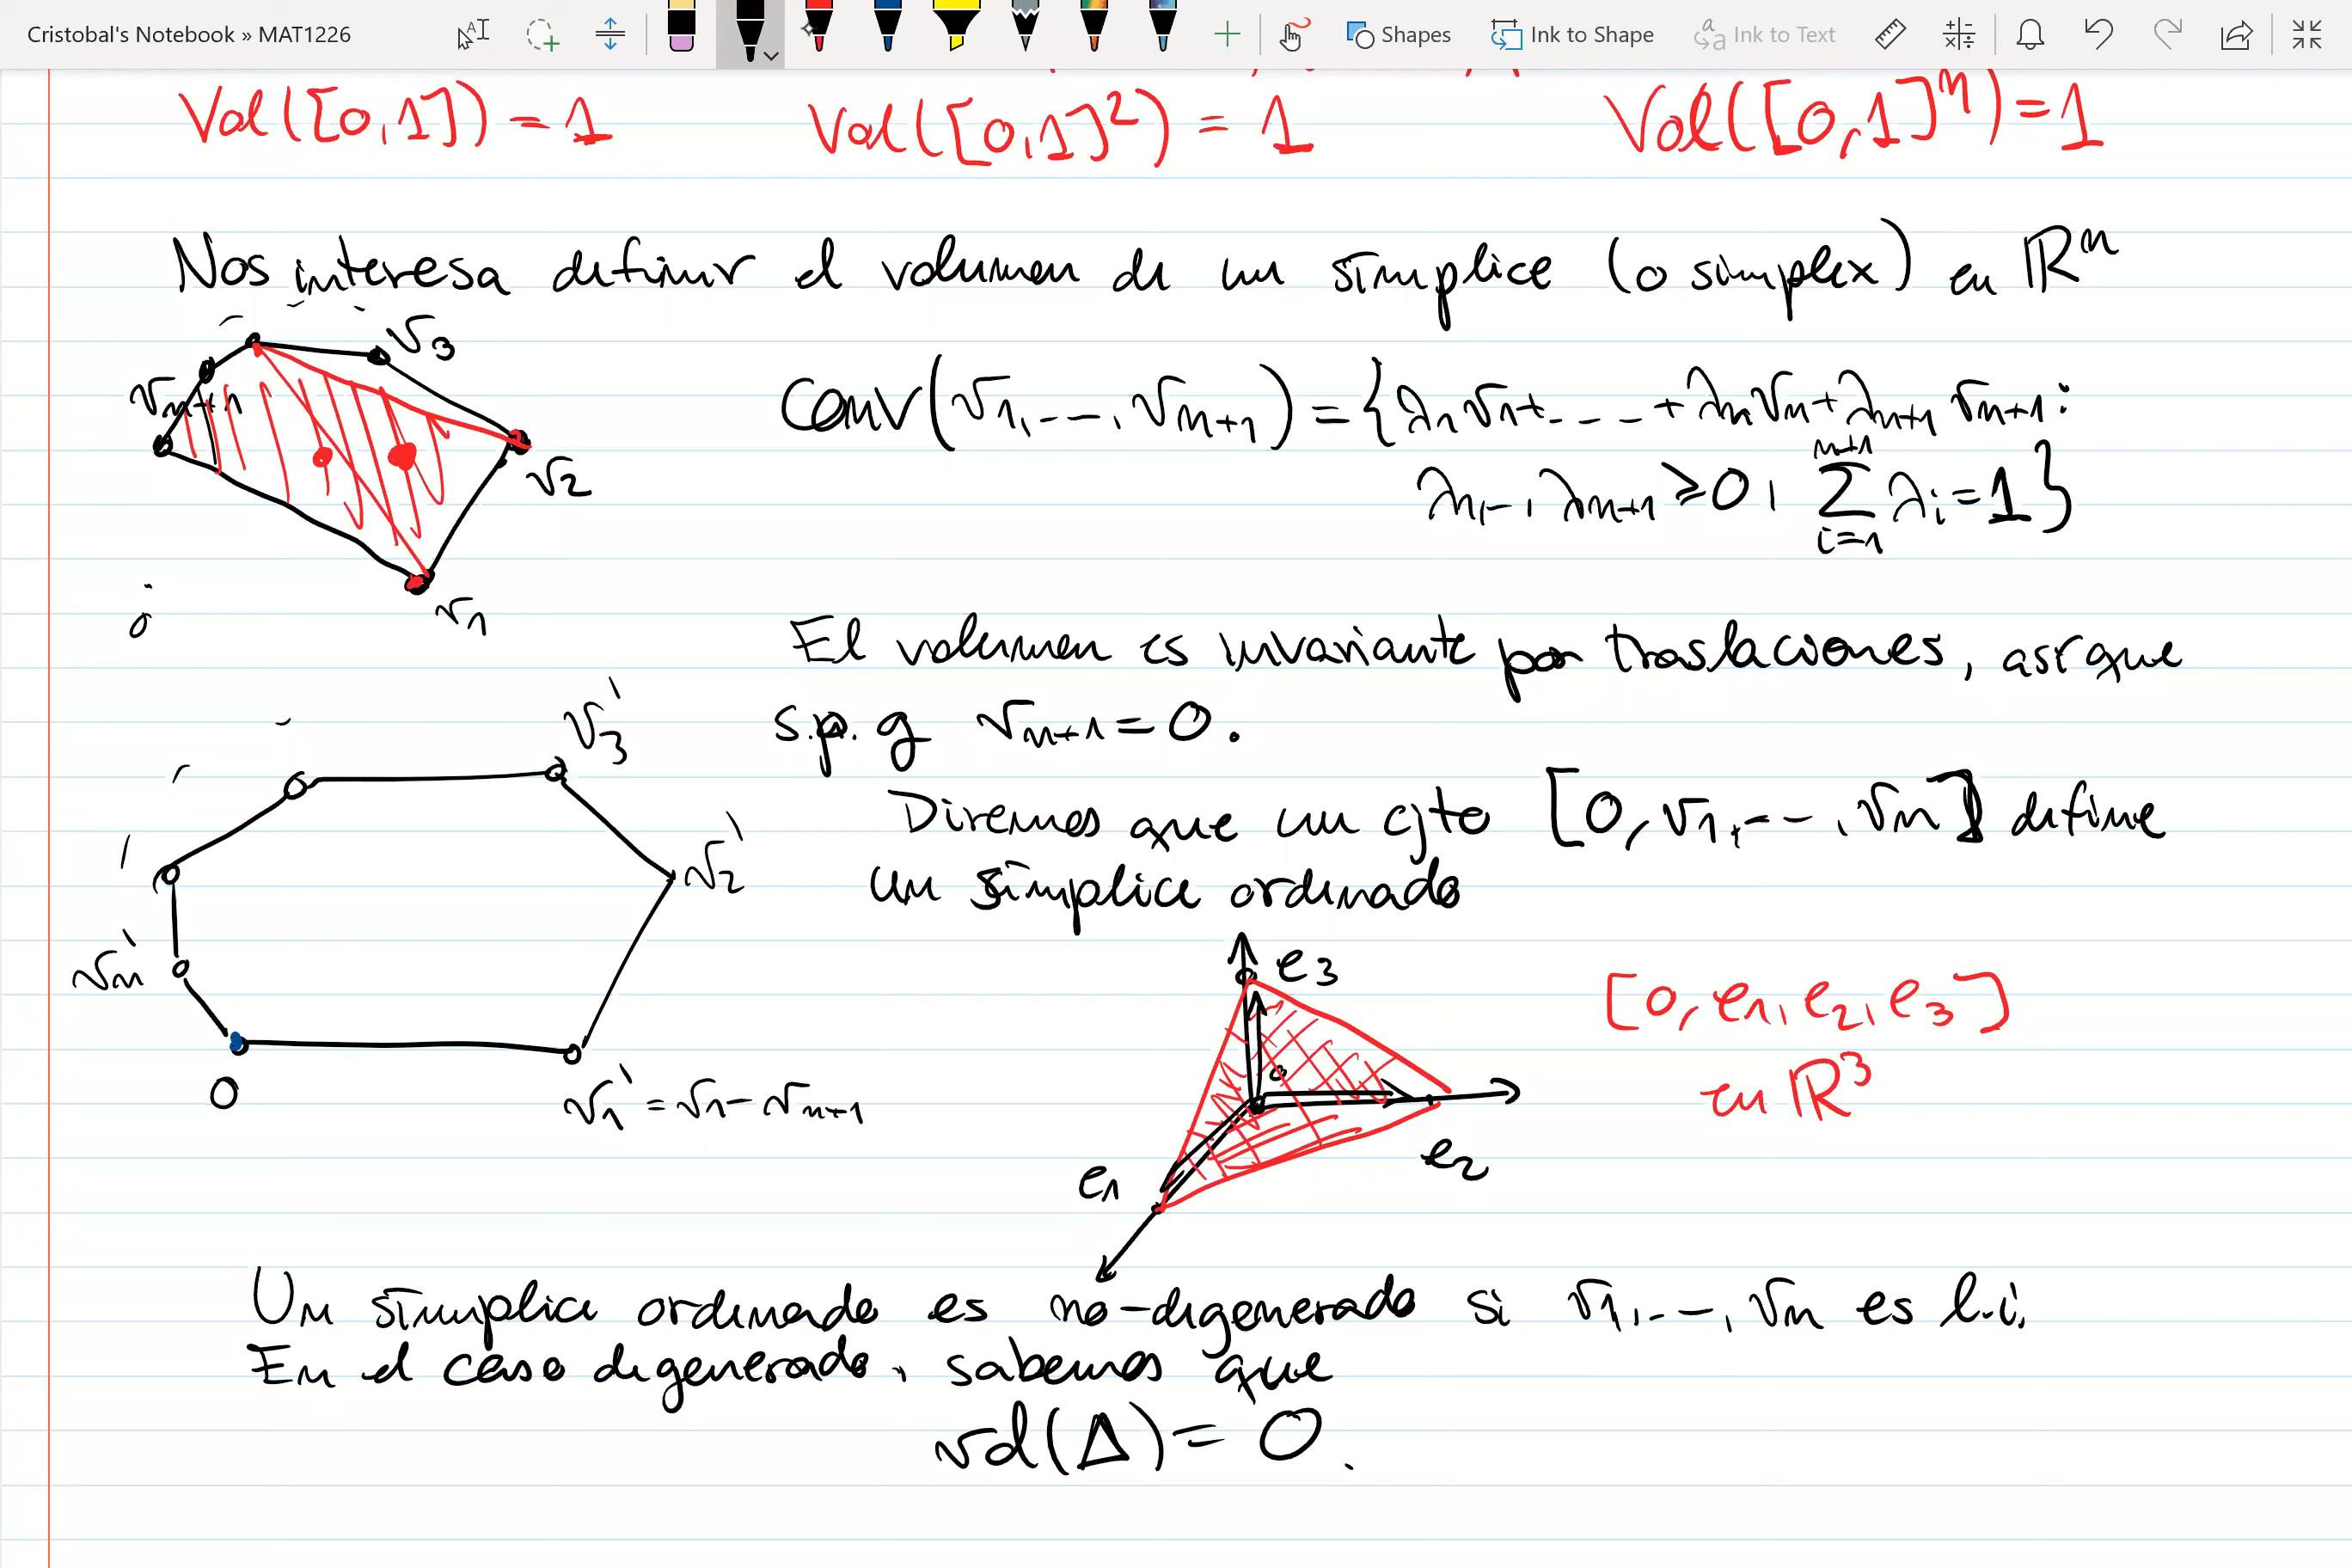 Cristobal's Notebook » MAT1226
Shapes
Ink to Shape
Ink to Text
Vol([0,1]) = 1
Vol([0,1]²) = 1
Vol([0,1]ⁿ) = 1
Nos interesa definir el volumen de un simplice (o simplex) en ℝⁿ
v₃
vₙ₊₁
v₂
v₁
0
conv(v₁, ---, vₙ₊₁) = {λ₁v₁+ ---- + λₙvₙ + λₙ₊₁vₙ₊₁ :
λ₁, --, λₙ₊₁ ≥ 0, ∑ᵢ₌₁ⁿ⁺¹ λᵢ = 1}
El volumen es invariante por traslaciones, así que
s.p.g vₙ₊₁ = 0.
Diremos que un cjto [0, v₁, ---, vₙ] define
un simplice ordenado
v₃'
v₂'
vₙ'
0
v₁' = v₁ - vₙ₊₁
e₃
0
e₂
e₁
[0, e₁, e₂, e₃]
en ℝ³
Un simplice ordenado es no-degenerado si v₁, --, vₙ es l.i.
En el caso degenerado, sabemos que
vol(Δ) = 0.